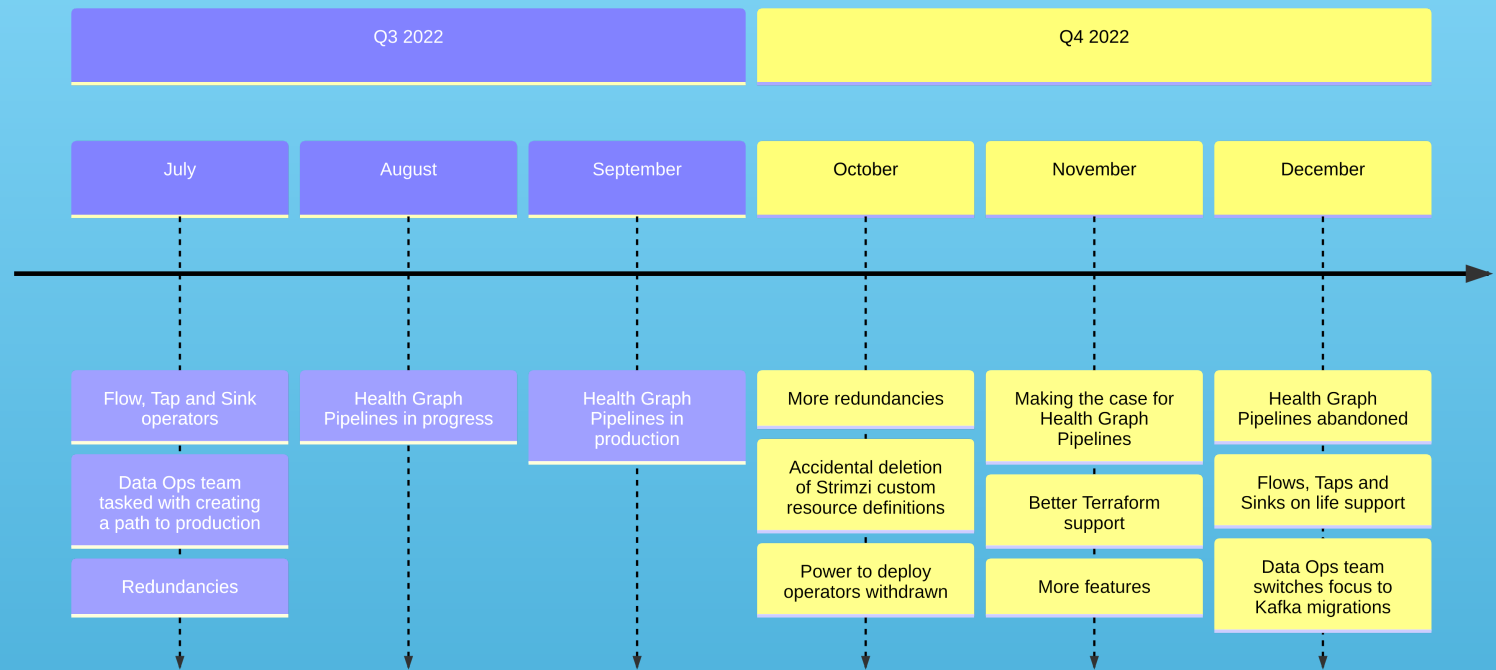 Q3 2022
Q4 2022
July
August
September
October
November
December
Flow, Tap and Sink
operators
Data Ops team
tasked with creating
a path to production
Redundancies
Health Graph
Pipelines in progress
Health Graph
Pipelines in
production
More redundancies
Accidental deletion
of Strimzi custom
resource definitions
Power to deploy
operators withdrawn
Making the case for
Health Graph
Pipelines
Better Terraform
support
More features
Health Graph
Pipelines abandoned
Flows, Taps and
Sinks on life support
Data Ops team
switches focus to
Kafka migrations